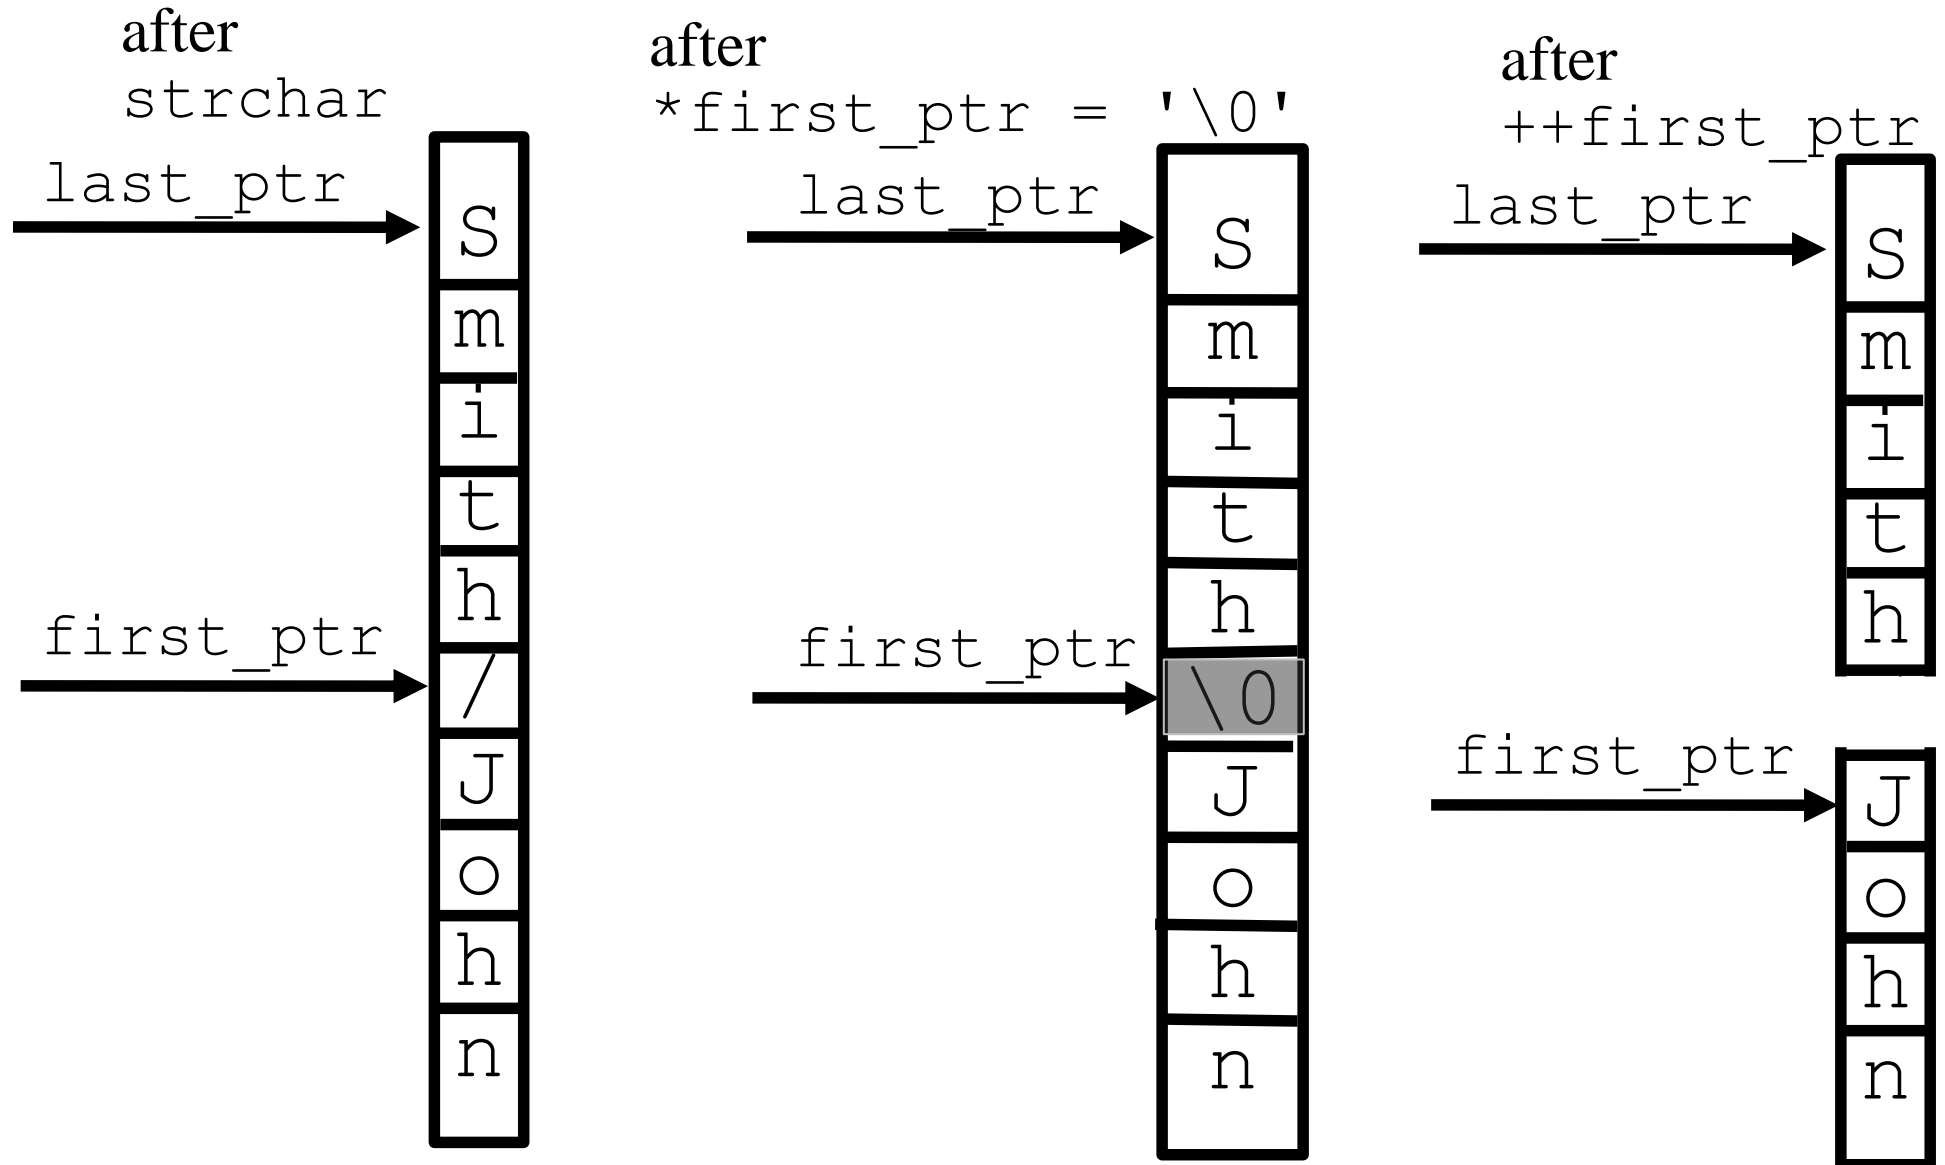 after
strchar
last_ptr
S
m
i
t
h
first_ptr
/
J
o
h
n
after
*first_ptr = '\0'
last_ptr
S
m
i
t
h
first_ptr
\0
J
o
h
n
after
++first_ptr
last_ptr
S
m
i
t
h
first_ptr
J
o
h
n